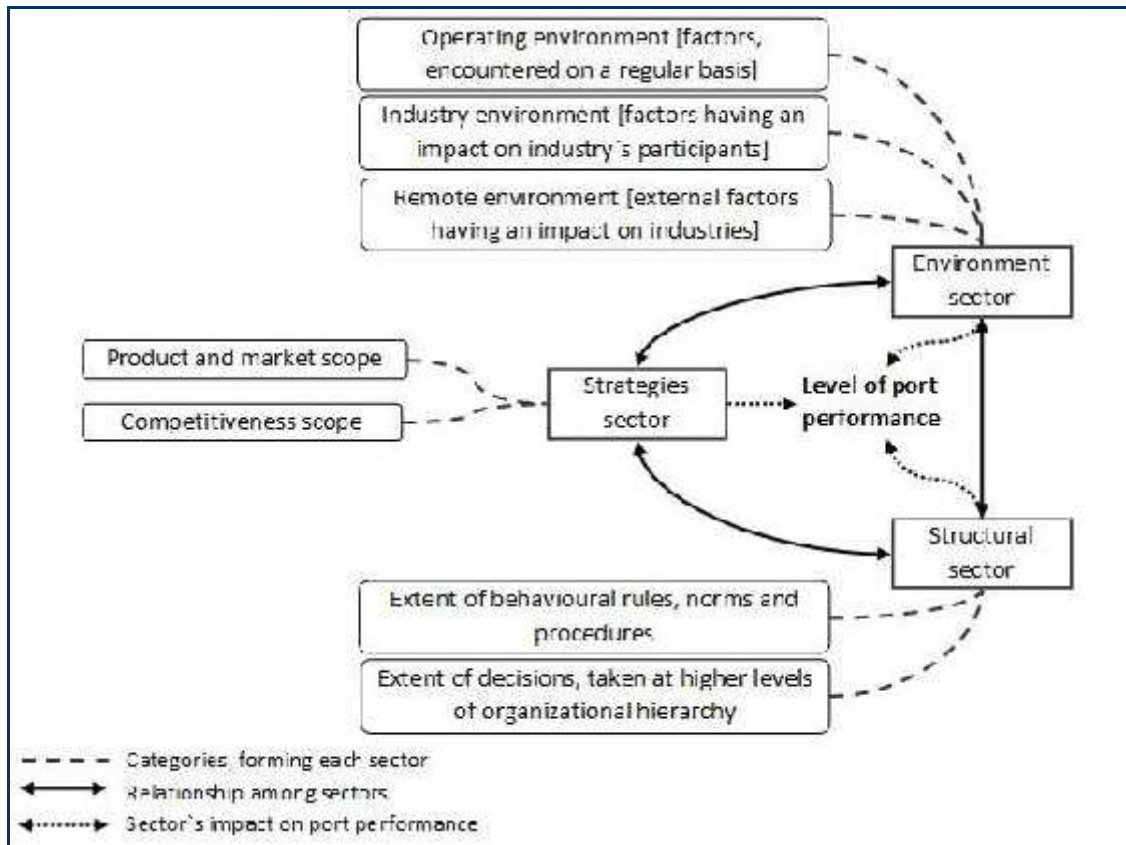 Operating environment [factors,
encountered on a regular basis]
Industry environment [factors having an
impact on industry`s participants]
Remote environment [external factors
having an impact on industries]
Environment
sector
Product and market scope
Competitiveness scope
Strategies
sector
Level of port
performance
Structural
sector
Extent of behavioural rules, norms and
procedures
Extent of decisions, taken at higher levels
of organizational hierarchy
Categories, forming each sector
Relationship among sectors
Sector`s impact on port performance